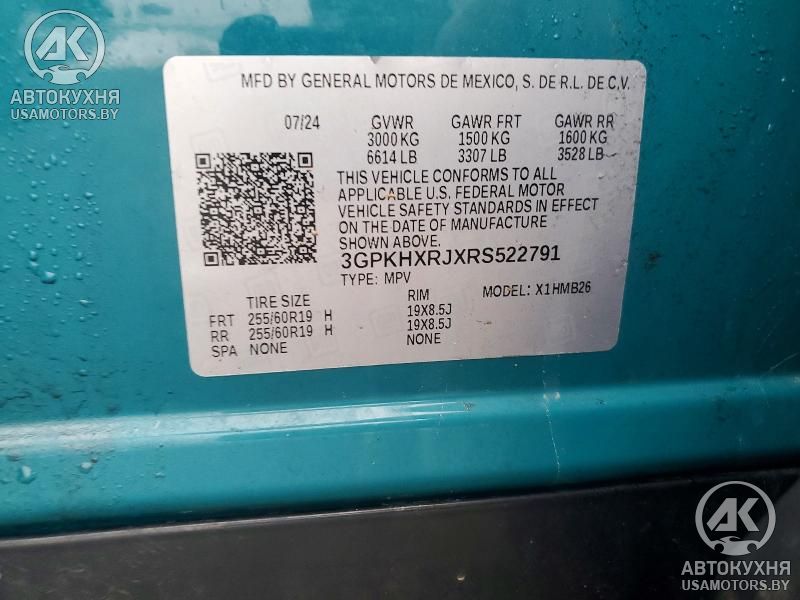 AK
АВТОКУХНЯ
USAMOTORS.BY
MFD BY GENERAL MOTORS DE MEXICO, S. DE R.L. DE C.V.
07/24 GVWR GAWR FRT GAWR RR
3000 KG 1500 KG 1600 KG
6614 LB 3307 LB 3528 LB
THIS VEHICLE CONFORMS TO ALL
APPLICABLE U.S. FEDERAL MOTOR
VEHICLE SAFETY STANDARDS IN EFFECT
ON THE DATE OF MANUFACTURE
SHOWN ABOVE.
3GPKHXRJXRS522791
TYPE: MPV MODEL: X1HMB26
TIRE SIZE RIM
FRT 255/60R19 H 19X8.5J
RR 255/60R19 H 19X8.5J
SPA NONE NONE
AK
АВТОКУХНЯ
USAMOTORS.BY